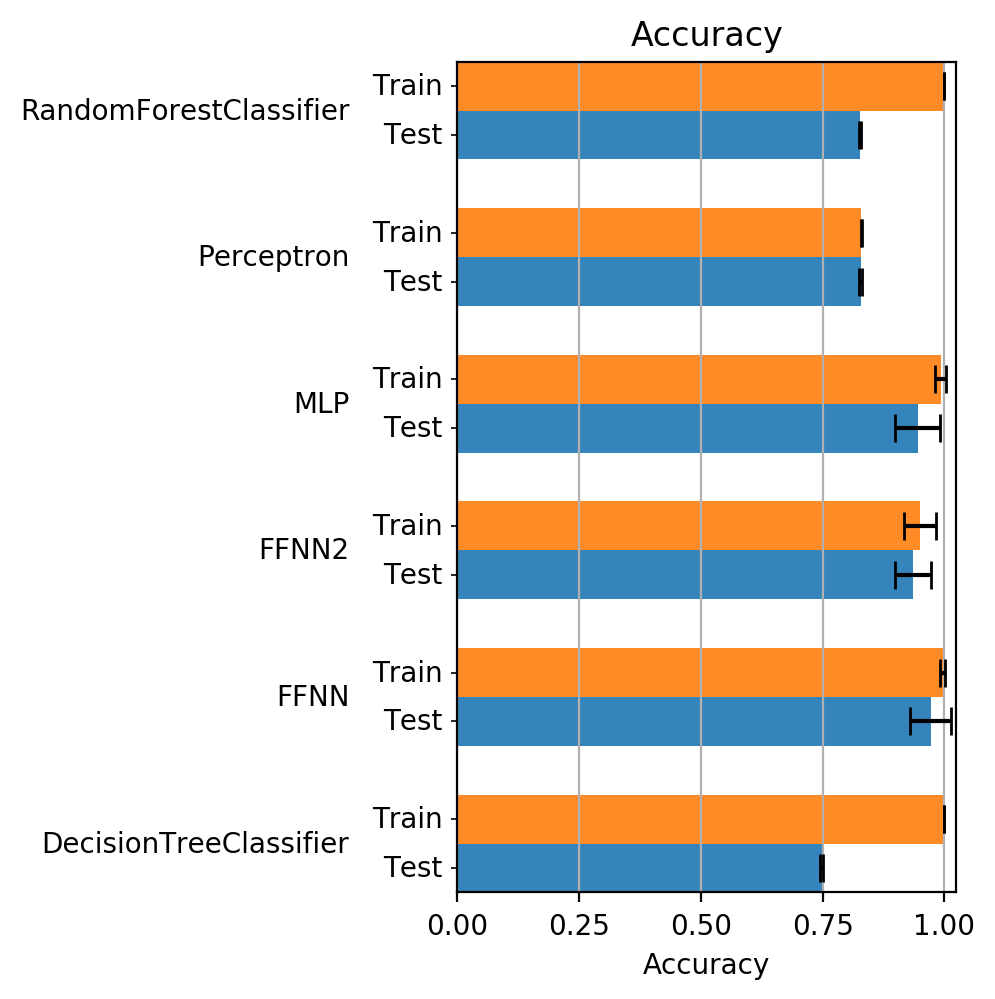 Accuracy
RandomForestClassifier
Train
Test
Perceptron
Train
Test
MLP
Train
Test
FFNN2
Train
Test
FFNN
Train
Test
DecisionTreeClassifier
Train
Test
0.00 0.25 0.50 0.75 1.00
Accuracy